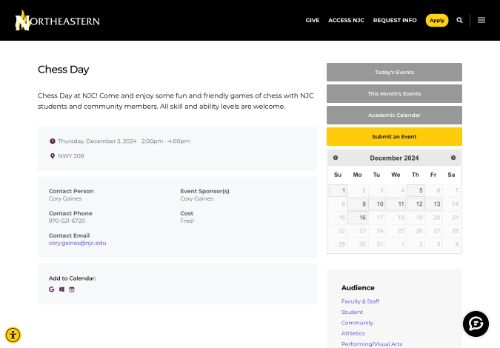 NORTHEASTERN
GIVE
ACCESS NJC
REQUEST INFO
Apply
Chess Day
Chess Day at NJC! Come and enjoy some fun and friendly games of chess with NJC
students and community members. All skill and ability levels are welcome.
Thursday, December 5, 2024 2:00pm - 4:00pm
NWY 209
Contact Person
Cory Gaines
Event Sponsor(s)
Cory Gaines
Contact Phone
970-521-6720
Cost
Free!
Contact Email
cory.gaines@njc.edu
Add to Calendar:
Today's Events
This Month's Events
Academic Calendar
Submit an Event
December 2024
Su Mo Tu We Th Fr Sa
1 2 3 4 5 6 7
8 9 10 11 12 13 14
15 16 17 18 19 20 21
22 23 24 25 26 27 28
29 30 31 1 2 3 4
Audience
Faculty & Staff
Student
Community
Athletics
Performing/Visual Arts